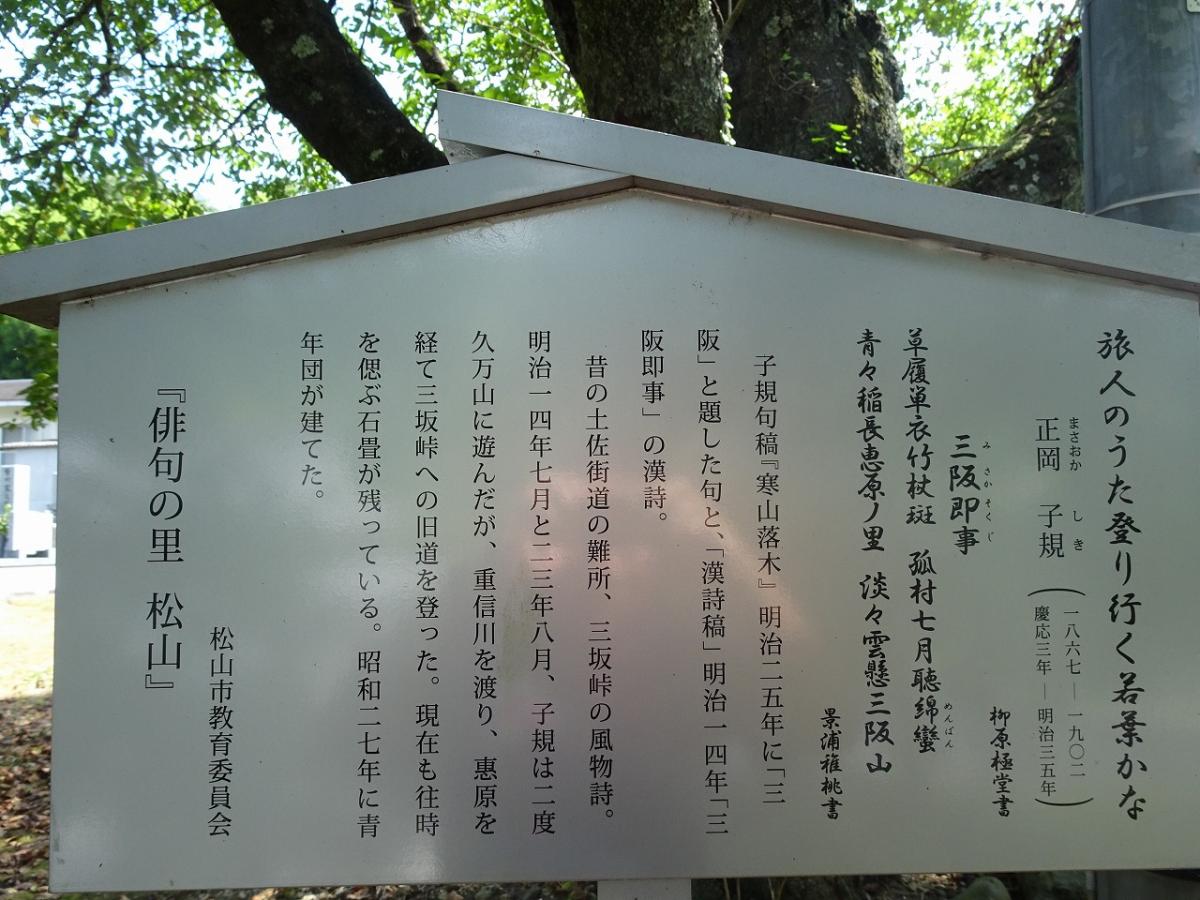 旅人のうた登り行く若葉かな
正岡 子規
まさおか しき
(一八六七―一九〇二
慶応三年―明治三五年)
柳原極堂書
三阪即事
みさかそくじ
草履単衣竹杖斑 孤村七月聴綿蠻
めんばん
青々稲長恵原ノ里 淡々雲懸三阪山
景浦稚桃書
子規句稿『寒山落木』明治二五年に「三
阪」と題した句と、「漢詩稿」明治一四年「三
阪即事」の漢詩。
昔の土佐街道の難所、三坂峠の風物詩。
明治一四年七月と二三年八月、子規は二度
久万山に遊んだが、重信川を渡り、恵原を
経て三坂峠への旧道を登った。現在も往時
を偲ぶ石畳が残っている。昭和二七年に青
年団が建てた。
松山市教育委員会
『俳句の里 松山』